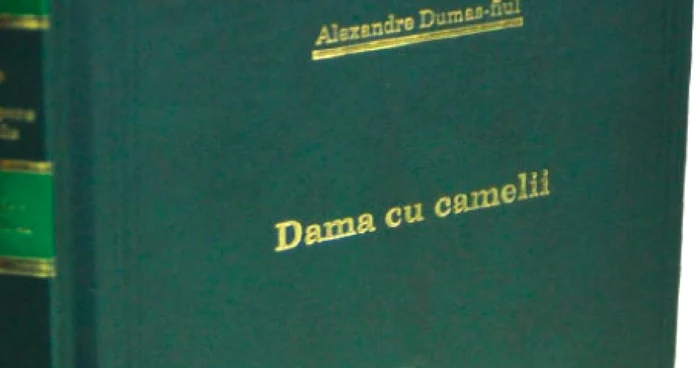 Alexandre Dumas-fiul
Dama cu camelii